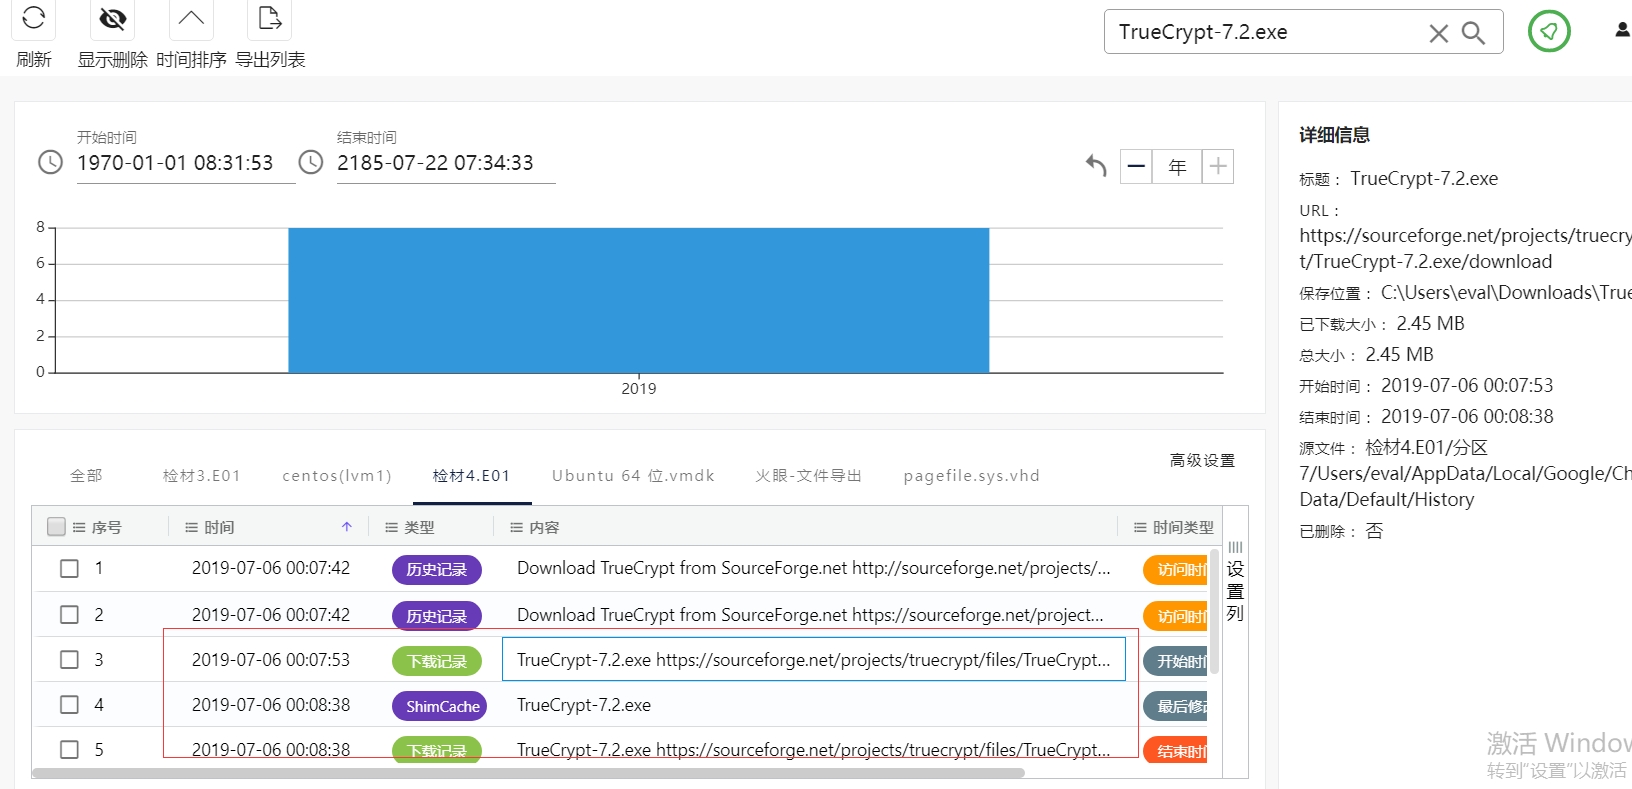 刷新 显示删除 时间排序 导出列表
TrueCrypt-7.2.exe
开始时间 结束时间
1970-01-01 08:31:53 2185-07-22 07:34:33
年
8
6
4
2
0
2019
全部 检材3.E01 centos(lvm1) 检材4.E01 Ubuntu 64 位.vmdk 火眼-文件导出 pagefile.sys.vhd 高级设置
序号 时间 类型 内容 时间类型
1 2019-07-06 00:07:42 历史记录 Download TrueCrypt from SourceForge.net http://sourceforge.net/projects/... 访问时
2 2019-07-06 00:07:42 历史记录 Download TrueCrypt from SourceForge.net https://sourceforge.net/project... 访问时
3 2019-07-06 00:07:53 下载记录 TrueCrypt-7.2.exe https://sourceforge.net/projects/truecrypt/files/TrueCrypt... 开始时
4 2019-07-06 00:08:38 ShimCache TrueCrypt-7.2.exe 最后修
5 2019-07-06 00:08:38 下载记录 TrueCrypt-7.2.exe https://sourceforge.net/projects/truecrypt/files/TrueCrypt... 结束时
设置列
详细信息
标题： TrueCrypt-7.2.exe
URL：
https://sourceforge.net/projects/truecry
t/TrueCrypt-7.2.exe/download
保存位置： C:\Users\eval\Downloads\True
已下载大小： 2.45 MB
总大小： 2.45 MB
开始时间： 2019-07-06 00:07:53
结束时间： 2019-07-06 00:08:38
源文件： 检材4.E01/分区
7/Users/eval/AppData/Local/Google/Ch
Data/Default/History
已删除： 否
激活 Window
转到"设置"以激活